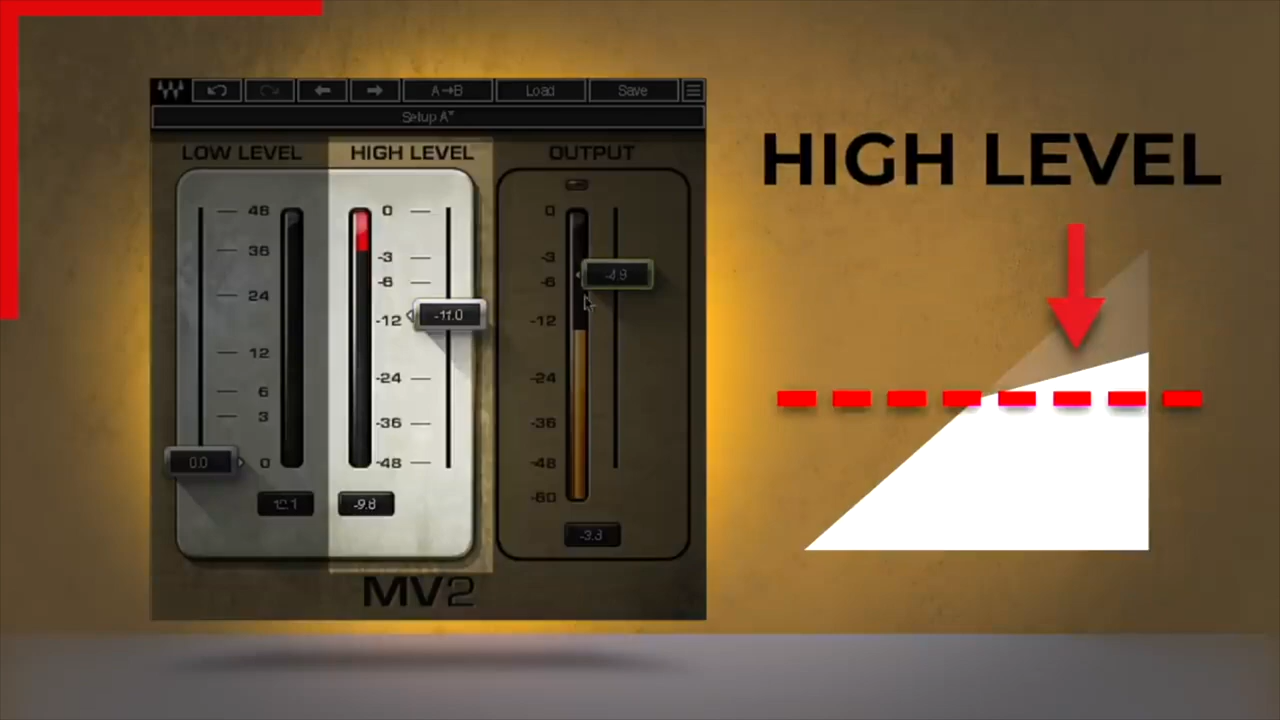 A→B Load Save
Setup A*
LOW LEVEL HIGH LEVEL OUTPUT
HIGH LEVEL
48 0 0
36 -3 -3
-6 -6
-4.9
24
-12 -11.0 -12
12 -24 -24
6
3 -36 -36
0.0 0 -48 -48
-60
-9.8
-3.3
MV2